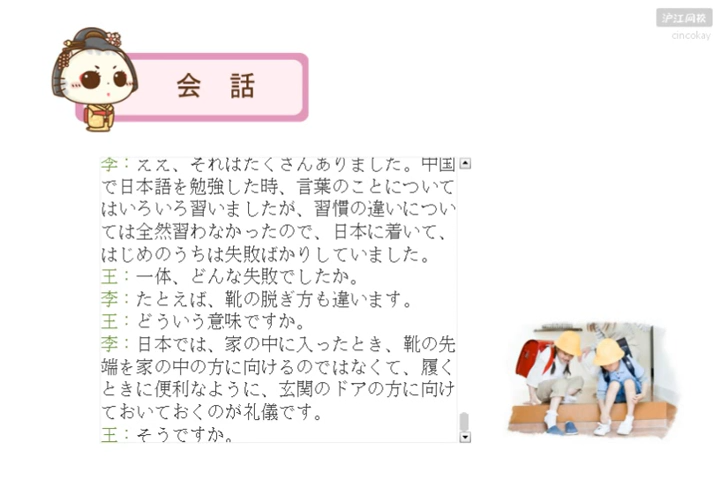 沪江网校
cincokay
会 話
李：ええ、それはたくさんありました。中国
で日本語を勉強した時、言葉のことについて
はいろいろ習いましたが、習慣の違いについ
ては全然習わなかったので、日本に着いて、
はじめのうちは失敗ばかりしていました。
王：一体、どんな失敗でしたか。
李：たとえば、靴の脱ぎ方も違います。
王：どういう意味ですか。
李：日本では、家の中に入ったとき、靴の先
端を家の中の方に向けるのではなくて、履く
ときに便利なように、玄関のドアの方に向け
ておいておくのが礼儀です。
王：そうですか。